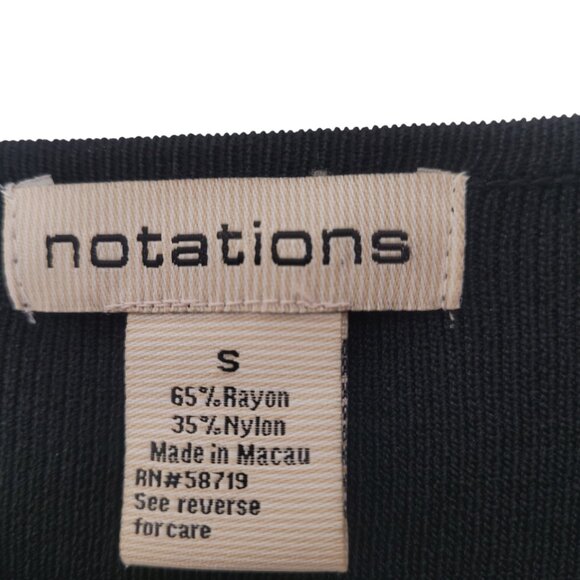 notations
S
65% Rayon
35% Nylon
Made in Macau
RN#58719
See reverse
for care